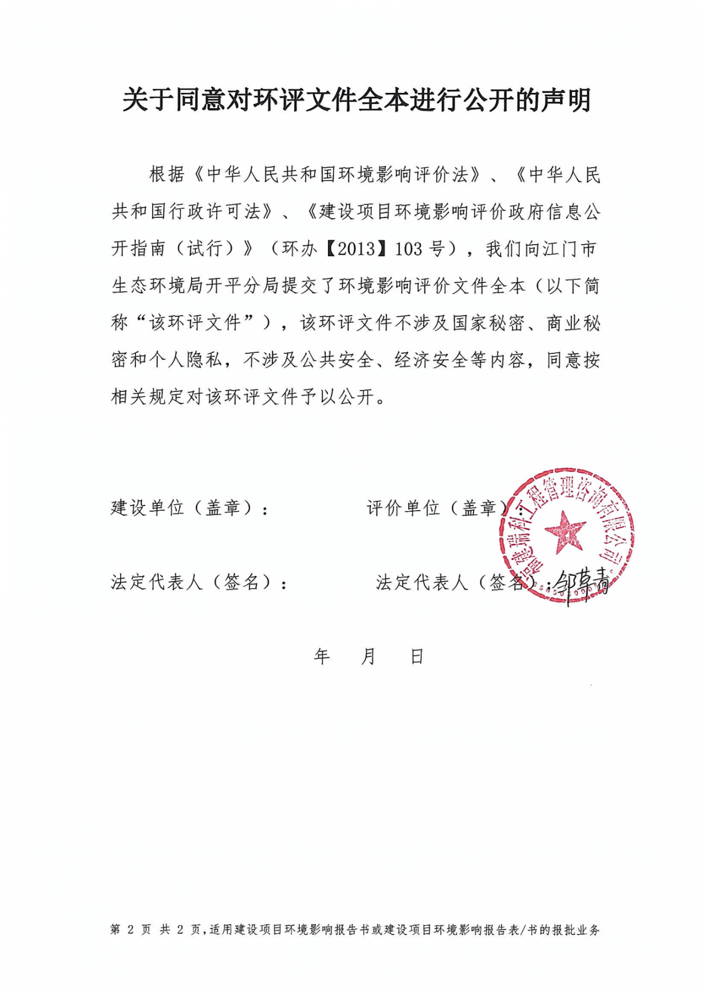 关于同意对环评文件全本进行公开的声明
根据《中华人民共和国环境影响评价法》、《中华人民
共和国行政许可法》、《建设项目环境影响评价政府信息公
开指南（试行）》（环办【2013】103 号），我们向江门市
生态环境局开平分局提交了环境影响评价文件全本（以下简
称“该环评文件”），该环评文件不涉及国家秘密、商业秘
密和个人隐私，不涉及公共安全、经济安全等内容，同意按
相关规定对该环评文件予以公开。
建设单位（盖章）： 评价单位（盖章）：
福建瑞科工程管理咨询有限公司
法定代表人（签名）： 法定代表人（签名）：邹草青
年 月 日
第 2 页 共 2 页,适用建设项目环境影响报告书或建设项目环境影响报告表/书的报批业务